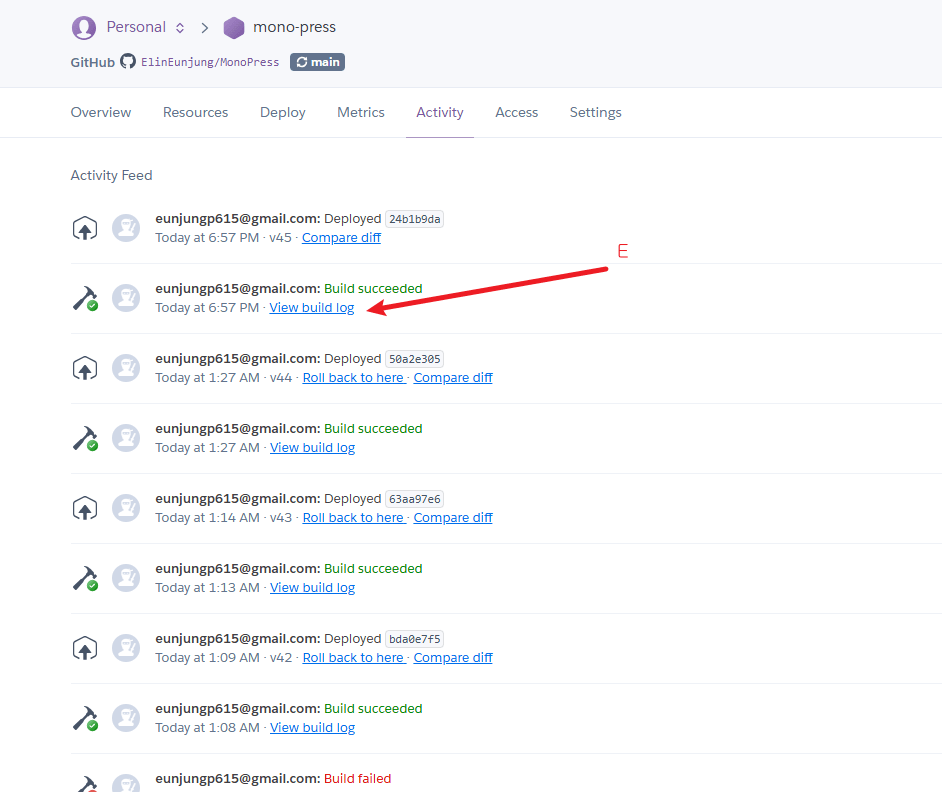 Personal mono-press
GitHub ElinEunjung/MonoPress main
Overview Resources Deploy Metrics Activity Access Settings
Activity Feed
eunjungp615@gmail.com: Deployed 24b1b9da
Today at 6:57 PM · v45 · Compare diff
E
eunjungp615@gmail.com: Build succeeded
Today at 6:57 PM · View build log
eunjungp615@gmail.com: Deployed 50a2e305
Today at 1:27 AM · v44 · Roll back to here · Compare diff
eunjungp615@gmail.com: Build succeeded
Today at 1:27 AM · View build log
eunjungp615@gmail.com: Deployed 63aa97e6
Today at 1:14 AM · v43 · Roll back to here · Compare diff
eunjungp615@gmail.com: Build succeeded
Today at 1:13 AM · View build log
eunjungp615@gmail.com: Deployed bda0e7f5
Today at 1:09 AM · v42 · Roll back to here · Compare diff
eunjungp615@gmail.com: Build succeeded
Today at 1:08 AM · View build log
eunjungp615@gmail.com: Build failed